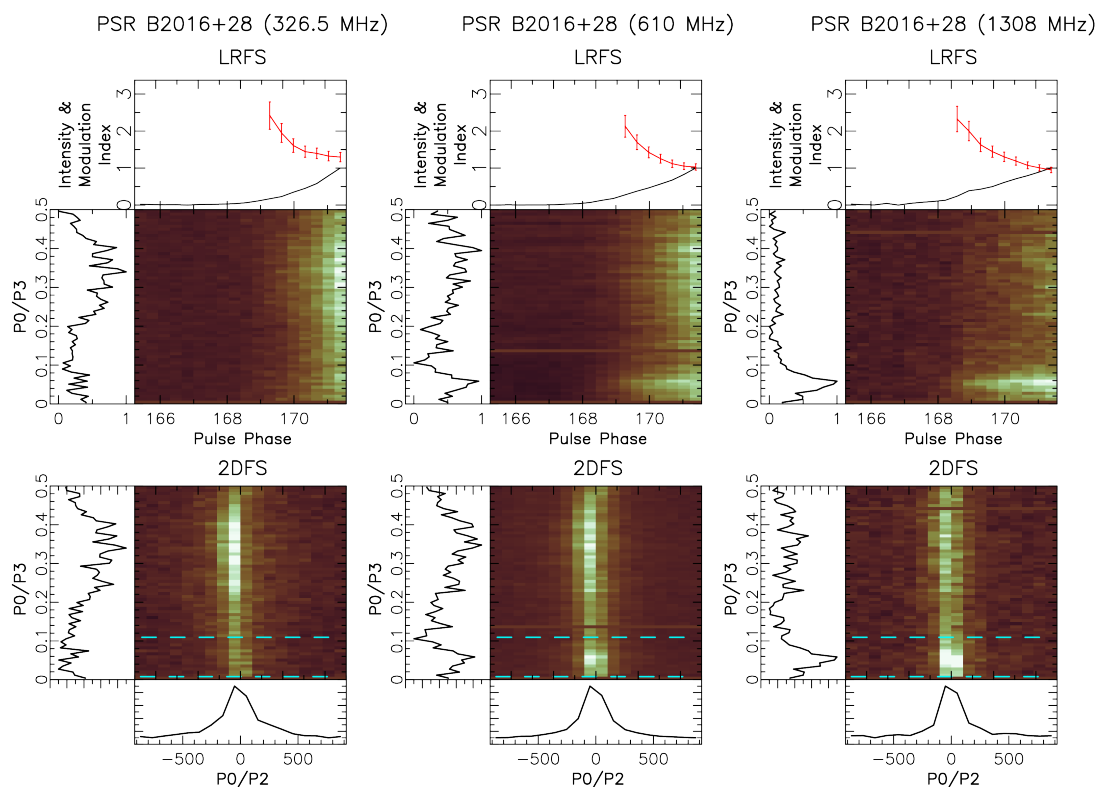 PSR B2016+28 (326.5 MHz)
LRFS
Intensity &
Modulation
Index
0 1 2 3
P0/P3
0 0.1 0.2 0.3 0.4 0.5
0 1
166 168 170
Pulse Phase
2DFS
P0/P3
0 0.1 0.2 0.3 0.4 0.5
−500 0 500
P0/P2
PSR B2016+28 (610 MHz)
LRFS
Intensity &
Modulation
Index
0 1 2 3
P0/P3
0 0.1 0.2 0.3 0.4 0.5
0 1
166 168 170
Pulse Phase
2DFS
P0/P3
0 0.1 0.2 0.3 0.4 0.5
−500 0 500
P0/P2
PSR B2016+28 (1308 MHz)
LRFS
Intensity &
Modulation
Index
0 1 2 3
P0/P3
0 0.1 0.2 0.3 0.4 0.5
0 1
166 168 170
Pulse Phase
2DFS
P0/P3
0 0.1 0.2 0.3 0.4 0.5
−500 0 500
P0/P2